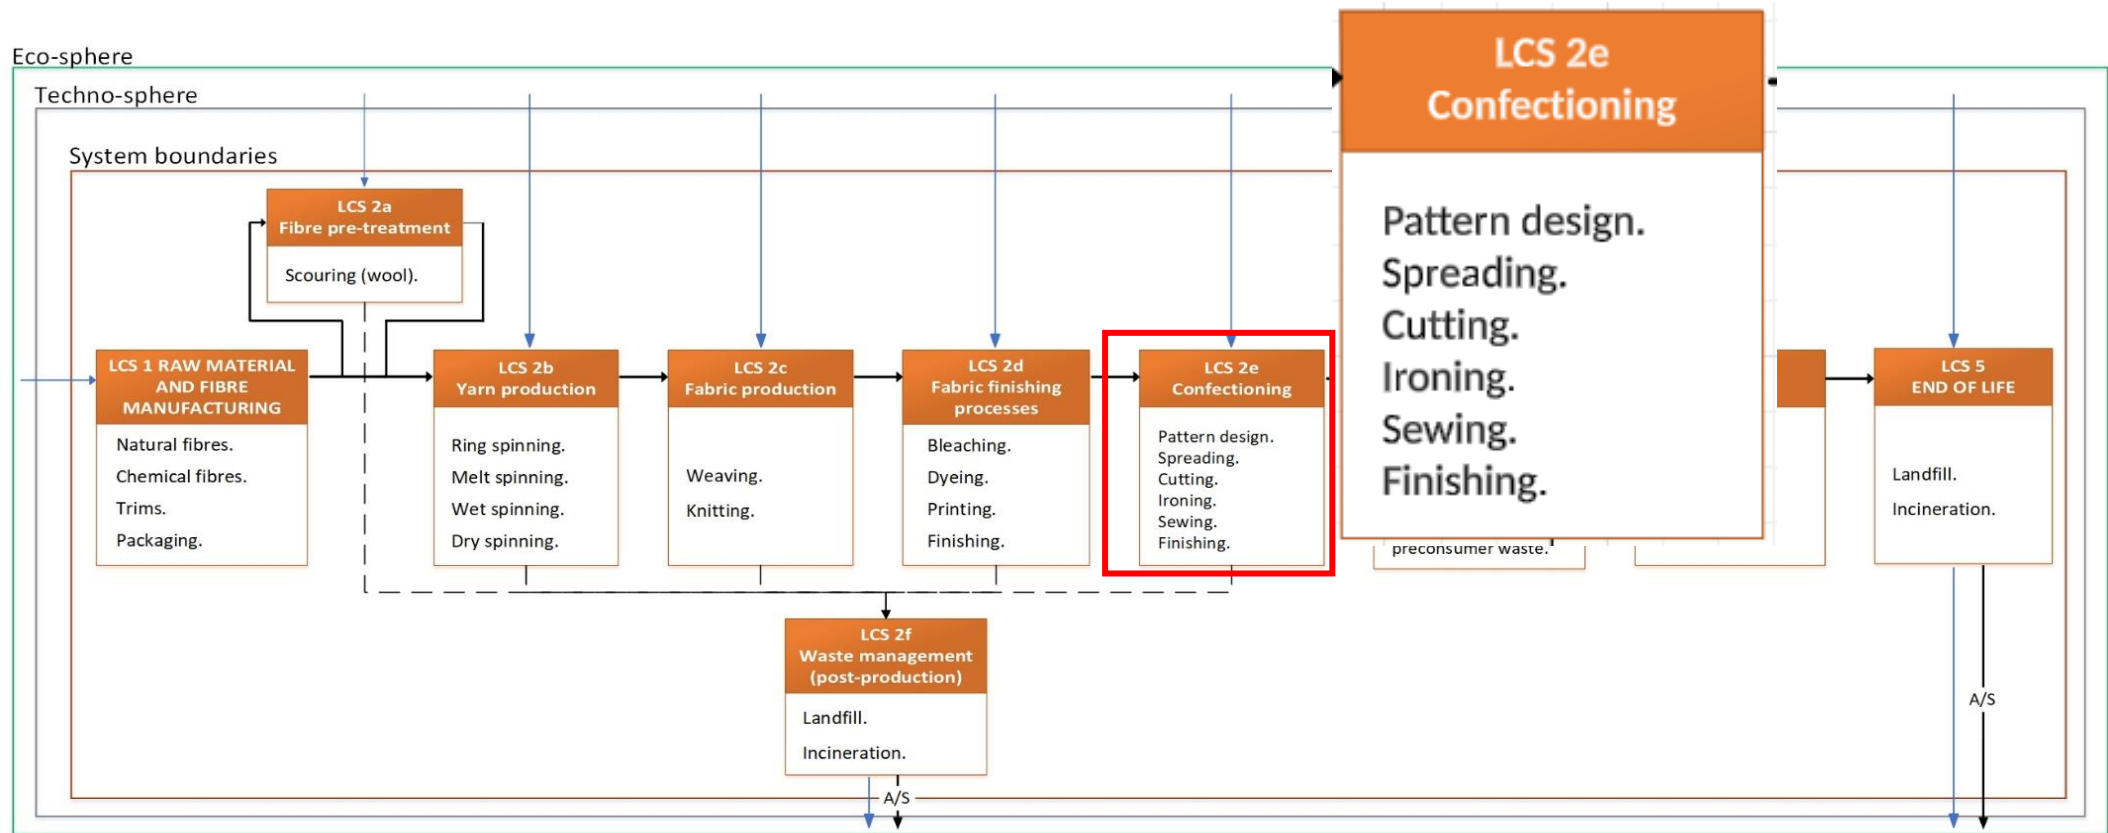 Eco-sphere
Techno-sphere
System boundaries
LCS 2a
Fibre pre-treatment
Scouring (wool).
LCS 1 RAW MATERIAL
AND FIBRE
MANUFACTURING
Natural fibres.
Chemical fibres.
Trims.
Packaging.
LCS 2b
Yarn production
Ring spinning.
Melt spinning.
Wet spinning.
Dry spinning.
LCS 2c
Fabric production
Weaving.
Knitting.
LCS 2d
Fabric finishing
processes
Bleaching.
Dyeing.
Printing.
Finishing.
LCS 2e
Confectioning
Pattern design.
Spreading.
Cutting.
Ironing.
Sewing.
Finishing.
LCS 2e
Confectioning
Pattern design.
Spreading.
Cutting.
Ironing.
Sewing.
Finishing.
preconsumer waste.
LCS 5
END OF LIFE
Landfill.
Incineration.
A/S
LCS 2f
Waste management
(post-production)
Landfill.
Incineration.
A/S